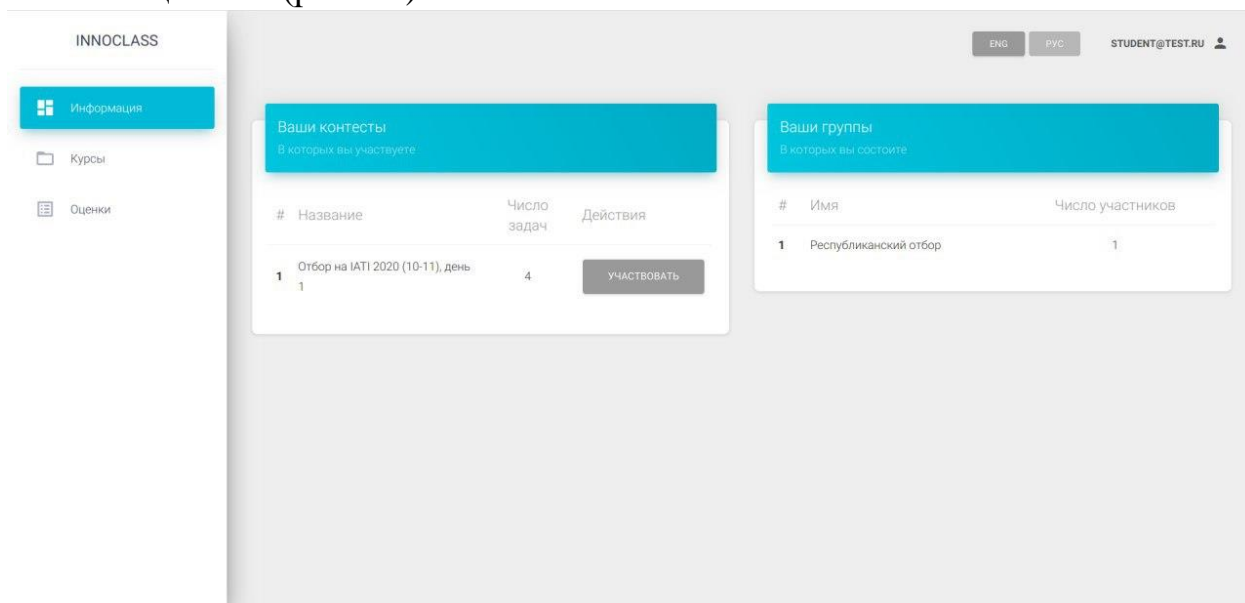 INNOCLASS
ENG
РУС
STUDENT@TEST.RU
Информация
Курсы
Оценки
Ваши контесты
В которых вы участвуете
# Название Число задач Действия
1 Отбор на IATI 2020 (10-11), день
1
4
УЧАСТВОВАТЬ
Ваши группы
В которых вы состоите
# Имя Число участников
1 Республиканский отбор 1